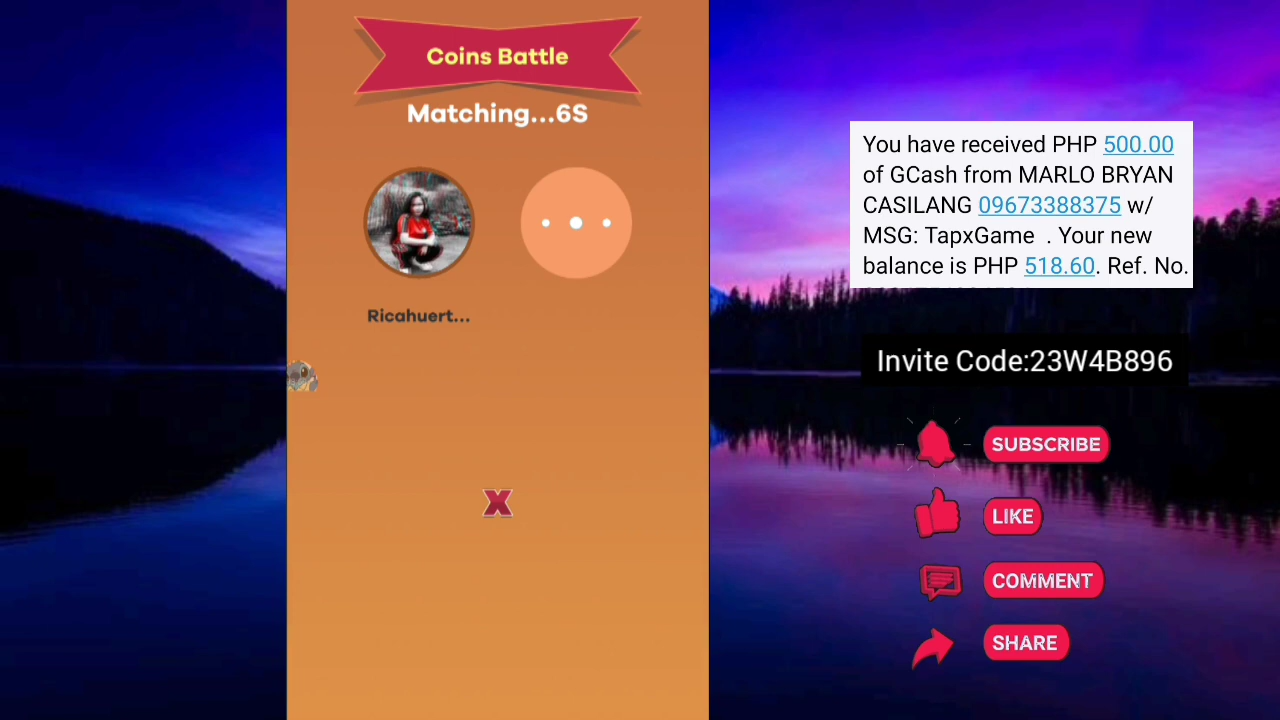 Coins Battle
Matching...6S
Ricahuert...
You have received PHP 500.00
of GCash from MARLO BRYAN
CASILANG 09673388375 w/
MSG: TapxGame . Your new
balance is PHP 518.60. Ref. No.
Invite Code:23W4B896
SUBSCRIBE
LIKE
COMMENT
SHARE